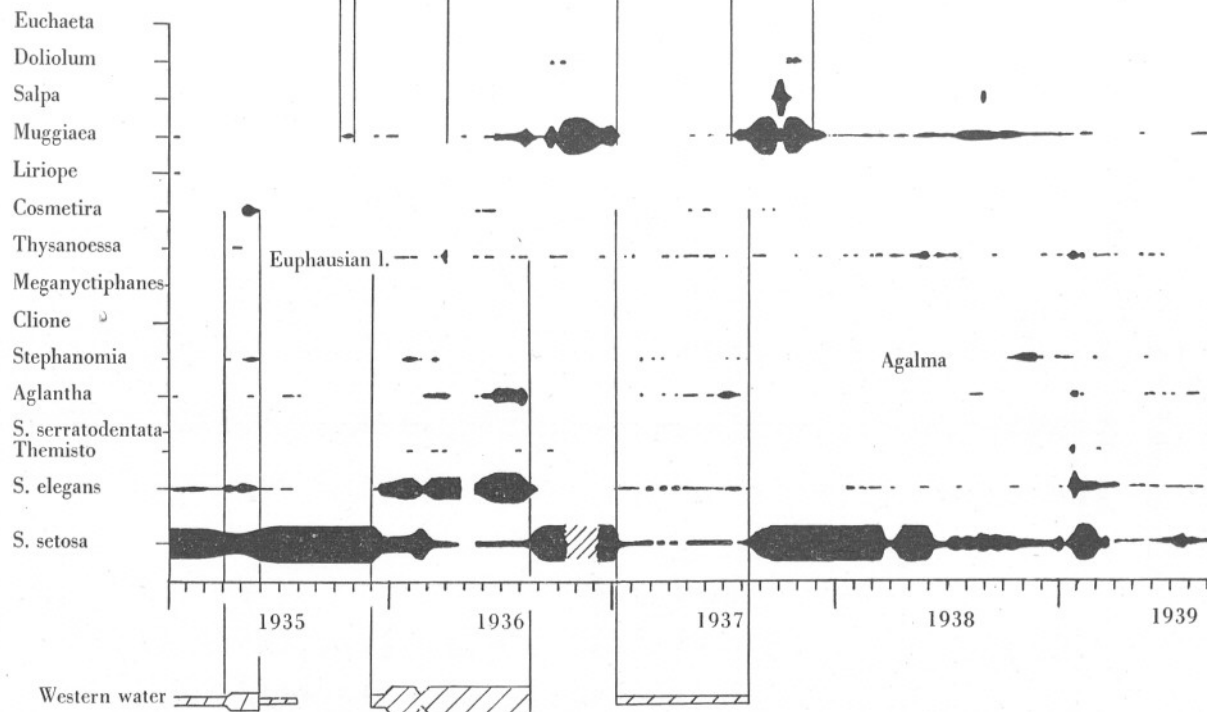 Euchaeta
Doliolum
Salpa
Muggiaea
Liriope
Cosmetira
Thysanoessa
Euphausian l.
Meganyctiphanes
Clione
Stephanomia
Agalma
Aglantha
S. serratodentata
Themisto
S. elegans
S. setosa
1935 1936 1937 1938 1939
Western water